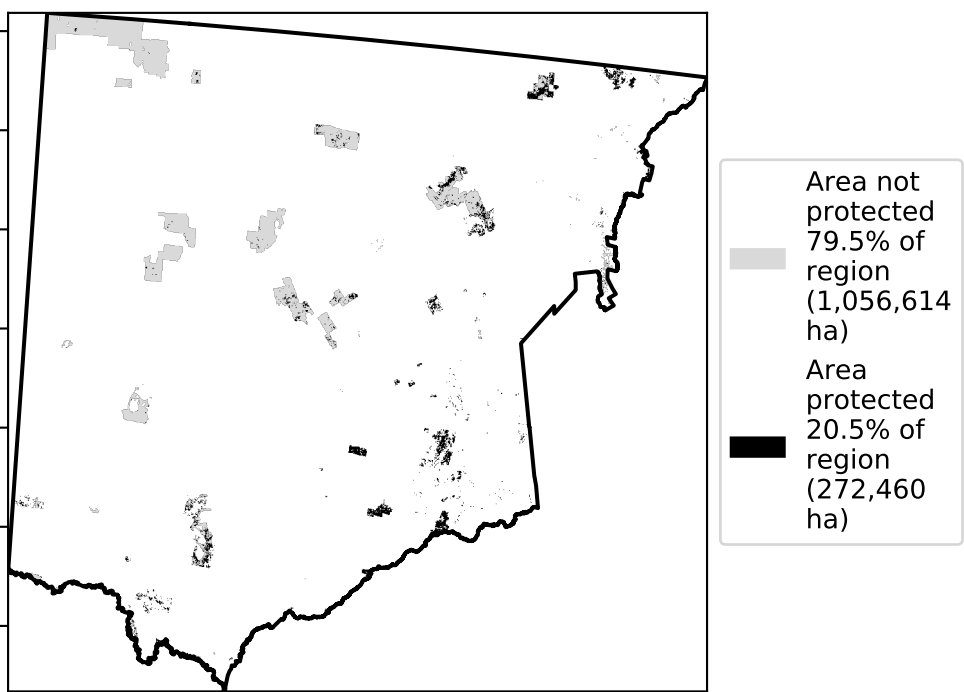 Area not
protected
79.5% of
region
(1,056,614
ha)
Area
protected
20.5% of
region
(272,460
ha)